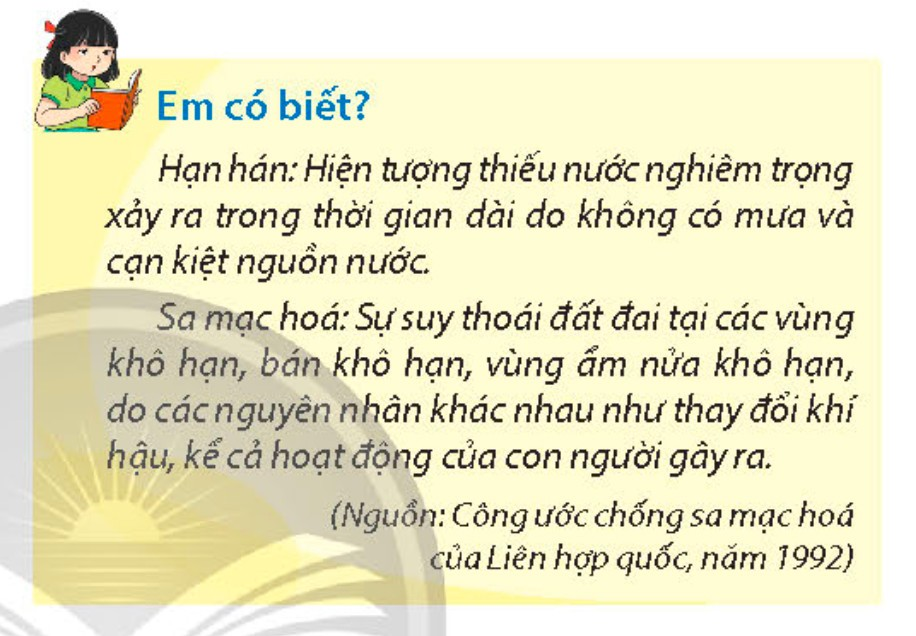 Em có biết?
Hạn hán: Hiện tượng thiếu nước nghiêm trọng
xảy ra trong thời gian dài do không có mưa và
cạn kiệt nguồn nước.
Sa mạc hoá: Sự suy thoái đất đai tại các vùng
khô hạn, bán khô hạn, vùng ẩm nửa khô hạn,
do các nguyên nhân khác nhau như thay đổi khí
hậu, kể cả hoạt động của con người gây ra.
(Nguồn: Công ước chống sa mạc hoá
của Liên hợp quốc, năm 1992)